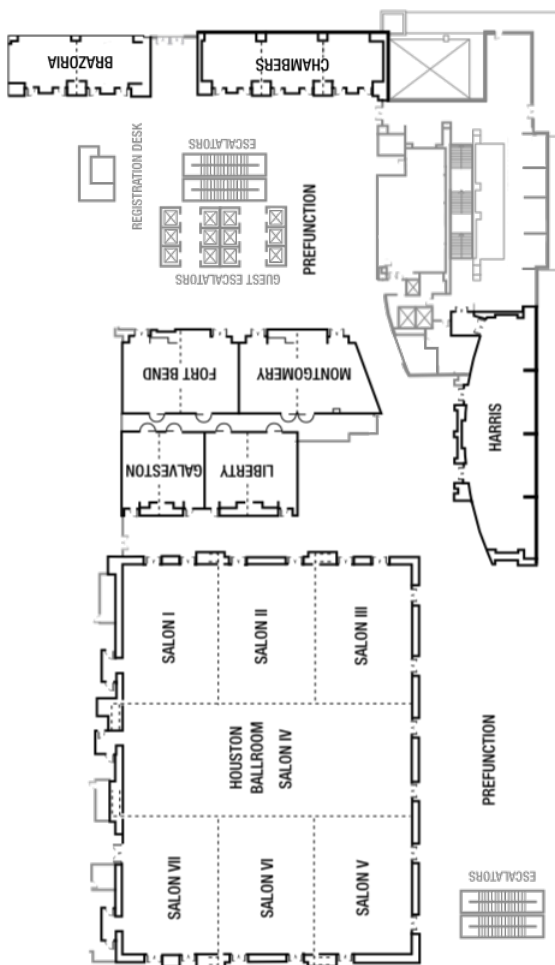 BRAZORIA
CHAMBERS
REGISTRATION DESK
ESCALATORS
GUEST ESCALATORS
PREFUNCTION
FORT BEND
MONTGOMERY
GALVESTON
LIBERTY
HARRIS
SALON I
SALON II
SALON III
HOUSTON
BALLROOM
SALON IV
PREFUNCTION
SALON VII
SALON VI
SALON V
ESCALATORS